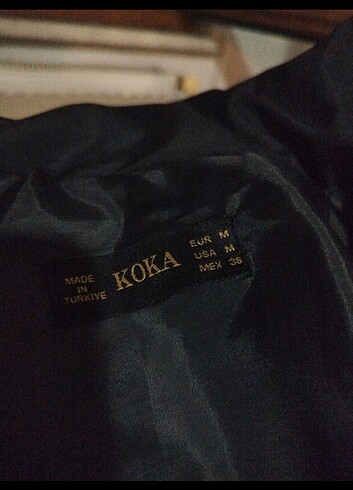 MADE
IN
TURKIYE
KOKA
EUR M
USA M
MEX 36